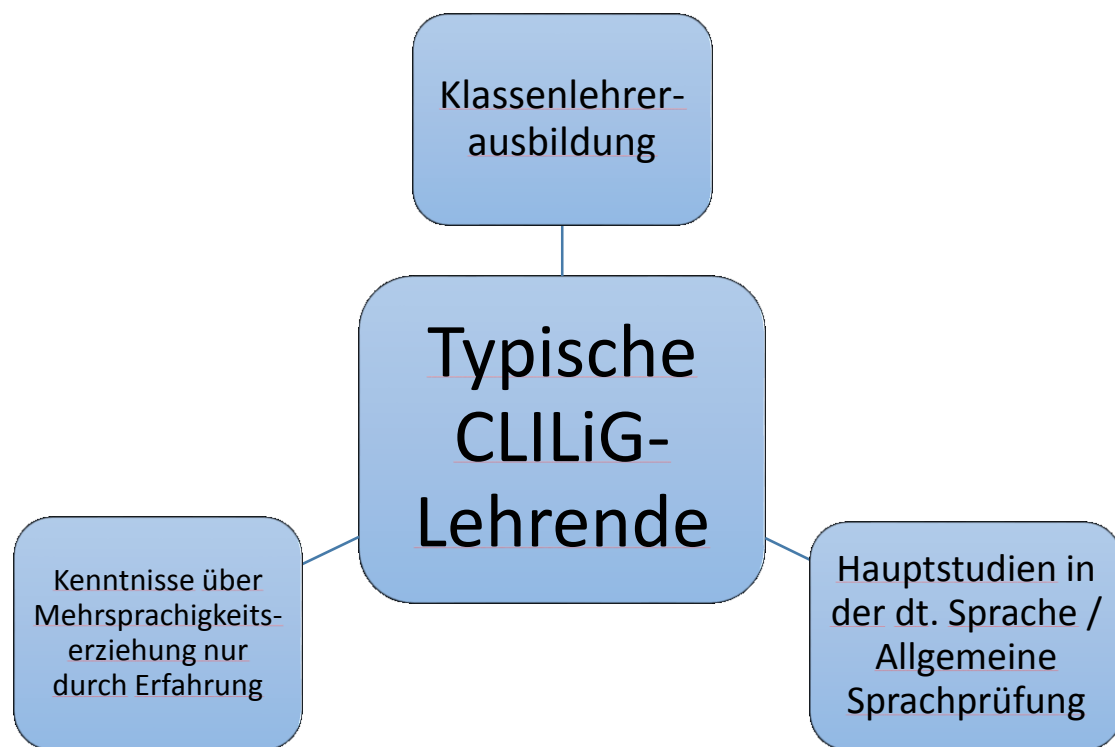 Klassenlehrer-
ausbildung
Typische
CLILiG-
Lehrende
Kenntnisse über
Mehrsprachigkeits-
erziehung nur
durch Erfahrung
Hauptstudien in
der dt. Sprache /
Allgemeine
Sprachprüfung